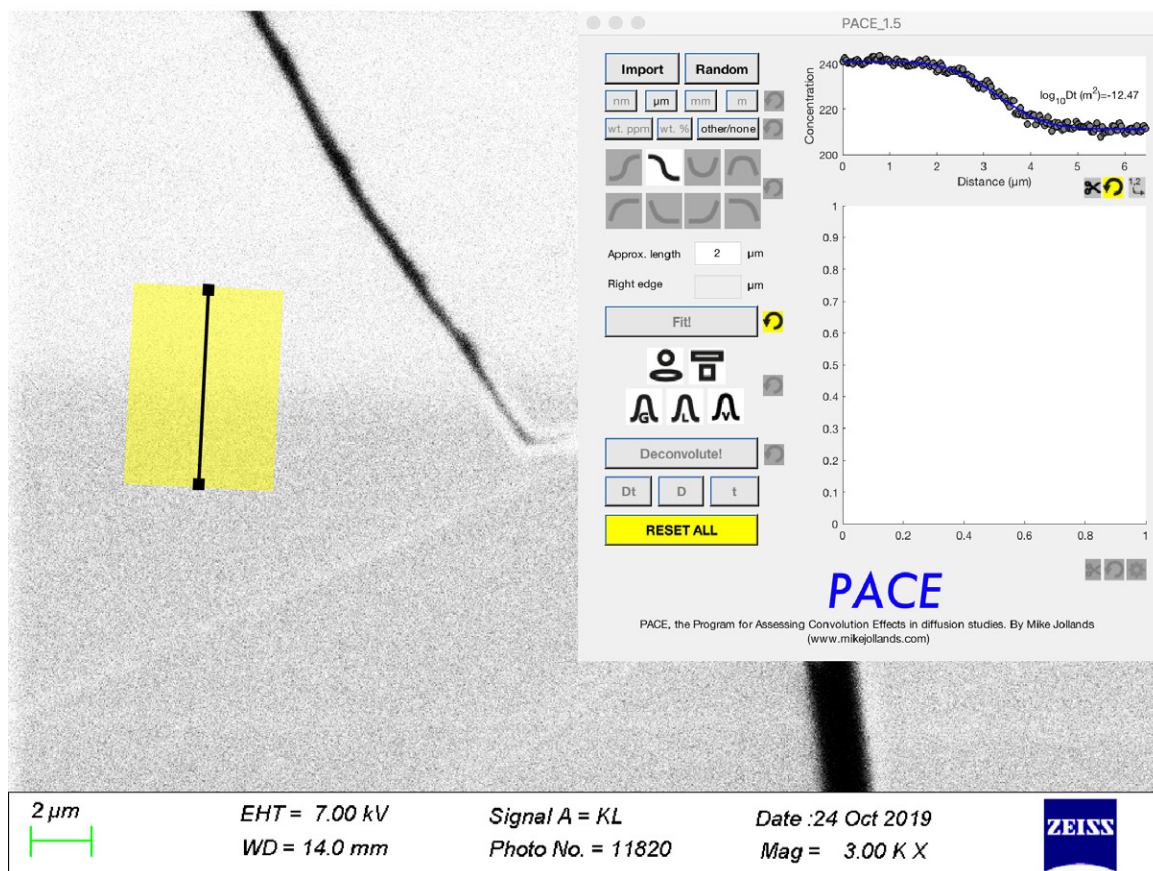 PACE_1.5
Import Random
nm µm mm m
wt. ppm wt. % other/none
Approx. length 2 µm
Right edge µm
Fit!
G L V
Deconvolute!
Dt D t
RESET ALL
Concentration
240
220
200
log10Dt (m²)=-12.47
0 1 2 3 4 5 6
Distance (µm)
1,2
1
0.9
0.8
0.7
0.6
0.5
0.4
0.3
0.2
0.1
0
0 0.2 0.4 0.6 0.8 1
PACE
PACE, the Program for Assessing Convolution Effects in diffusion studies. By Mike Jollands
(www.mikejollands.com)
2 µm
EHT = 7.00 kV Signal A = KL Date :24 Oct 2019
WD = 14.0 mm Photo No. = 11820 Mag = 3.00 K X
ZEISS